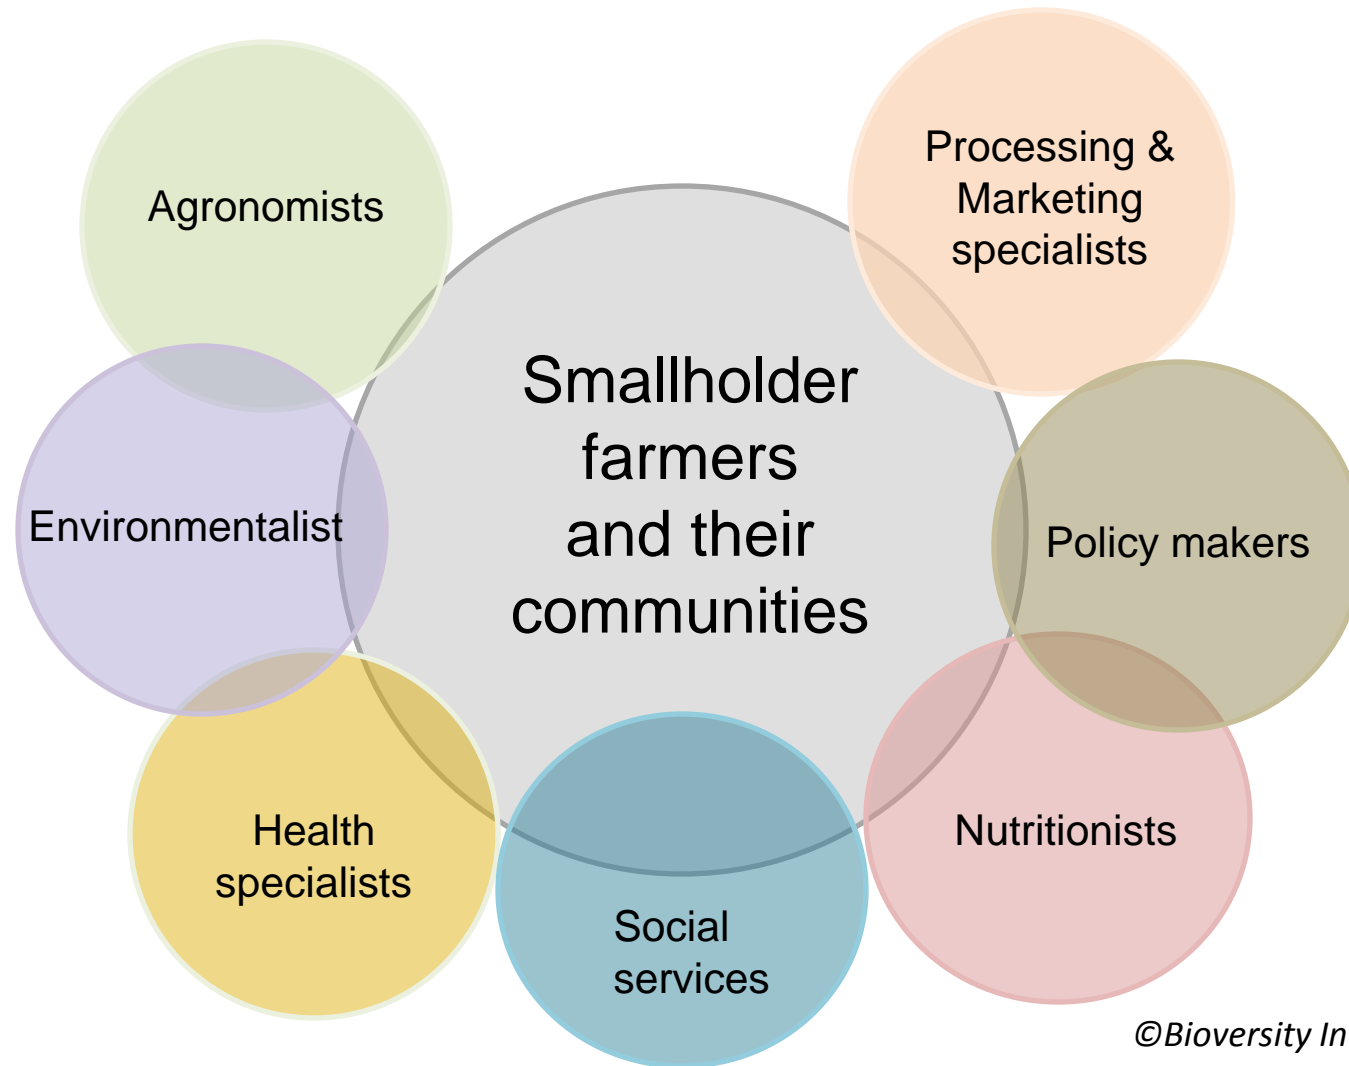 Agronomists
Processing &
Marketing
specialists
Smallholder
farmers
and their
communities
Environmentalist
Policy makers
Health
specialists
Nutritionists
Social
services
©Bioversity In